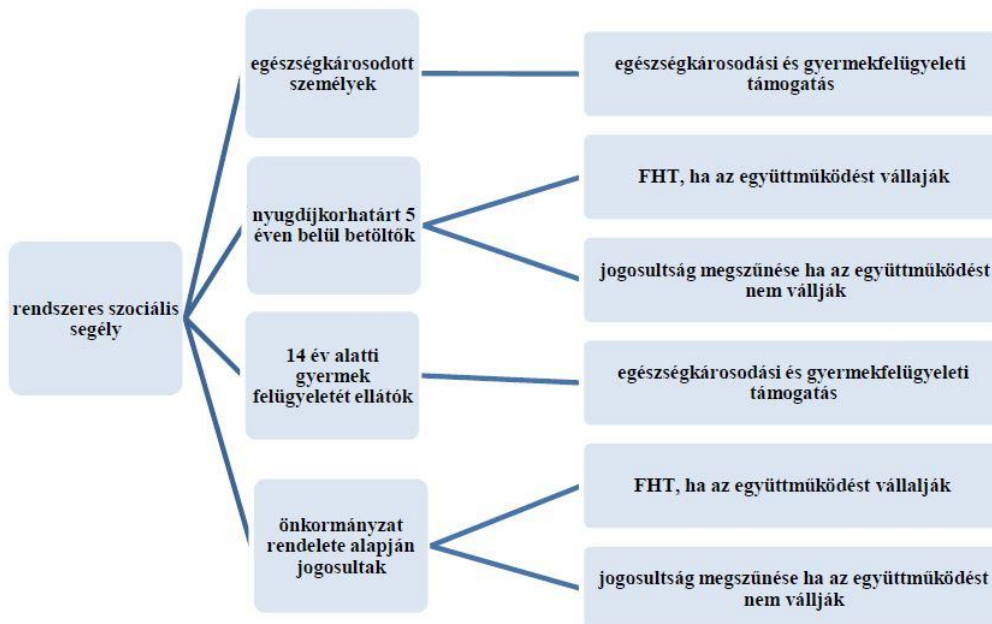 rendszeres szociális
segély
egészségkárosodott
személyek
egészségkárosodási és gyermekfelügyeleti
támogatás
nyugdíjkorhatárt 5
éven belül betöltők
FHT, ha az együttműködést vállaják
jogosultság megszűnése ha az együttműködést
nem vállják
14 év alatti
gyermek
felügyeletét ellátók
egészségkárosodási és gyermekfelügyeleti
támogatás
önkormányzat
rendelete alapján
jogosultak
FHT, ha az együttműködést vállalják
jogosultság megszűnése ha az együttműködést
nem vállják